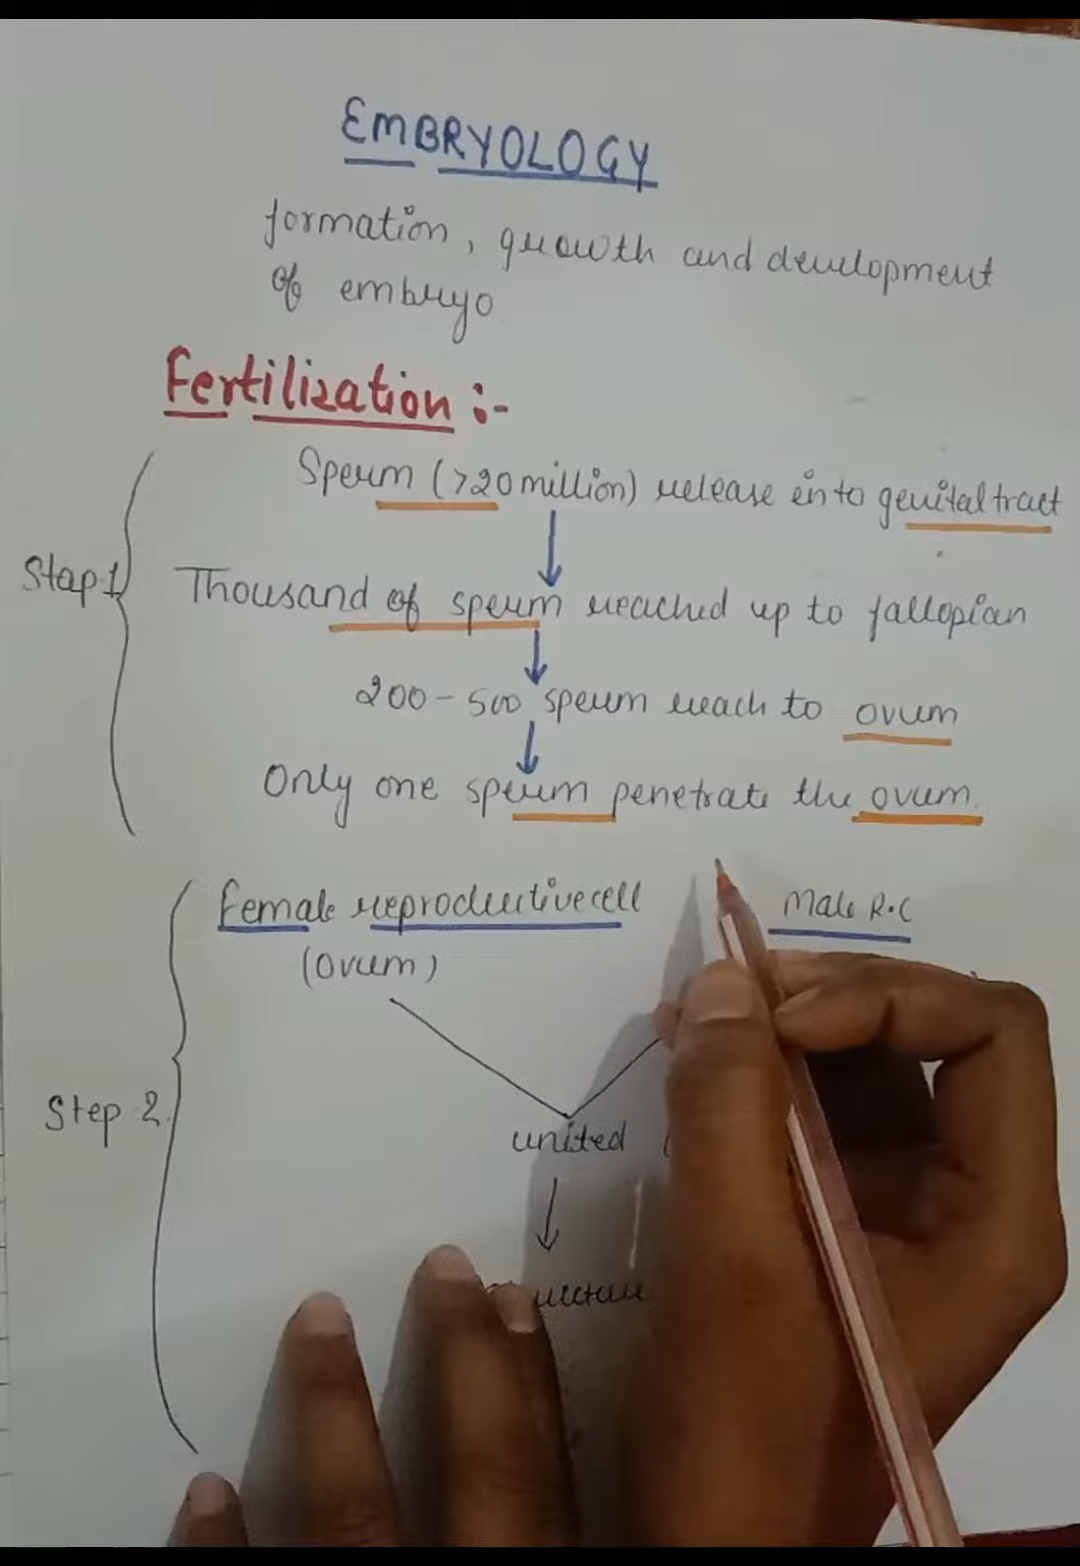 EMBRYOLOGY
formation, growth and development
of embryo
Fertilization :-
Sperm (>20 million) release into genital tract
Stap 1
Thousand of sperm reached up to fallopian
200 - 500 sperm reach to ovum
Only one sperm penetrate the ovum.
Female reproductive cell Male R.C
(Ovum)
Step 2.
united